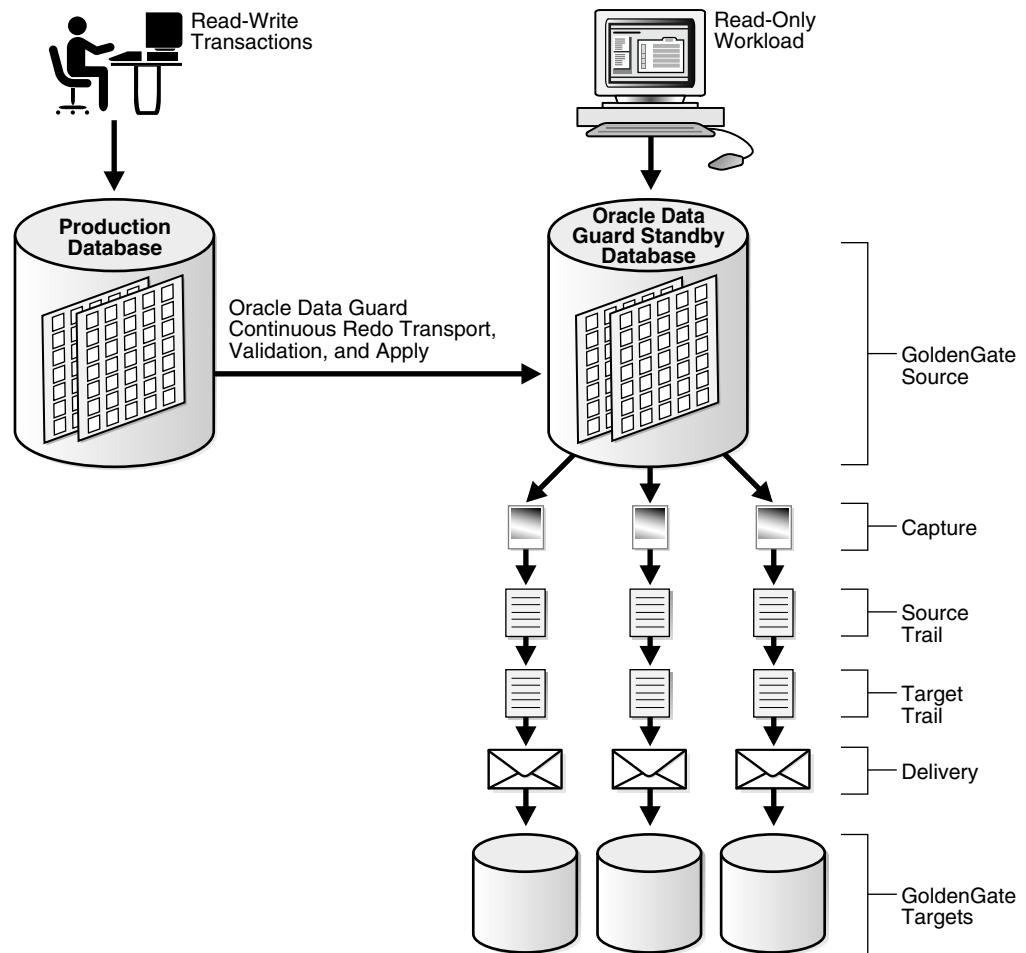 Read-Write
Transactions
Read-Only
Workload
Production
Database
Oracle Data
Guard Standby
Database
Oracle Data Guard
Continuous Redo Transport,
Validation, and Apply
GoldenGate
Source
Capture
Source
Trail
Target
Trail
Delivery
GoldenGate
Targets